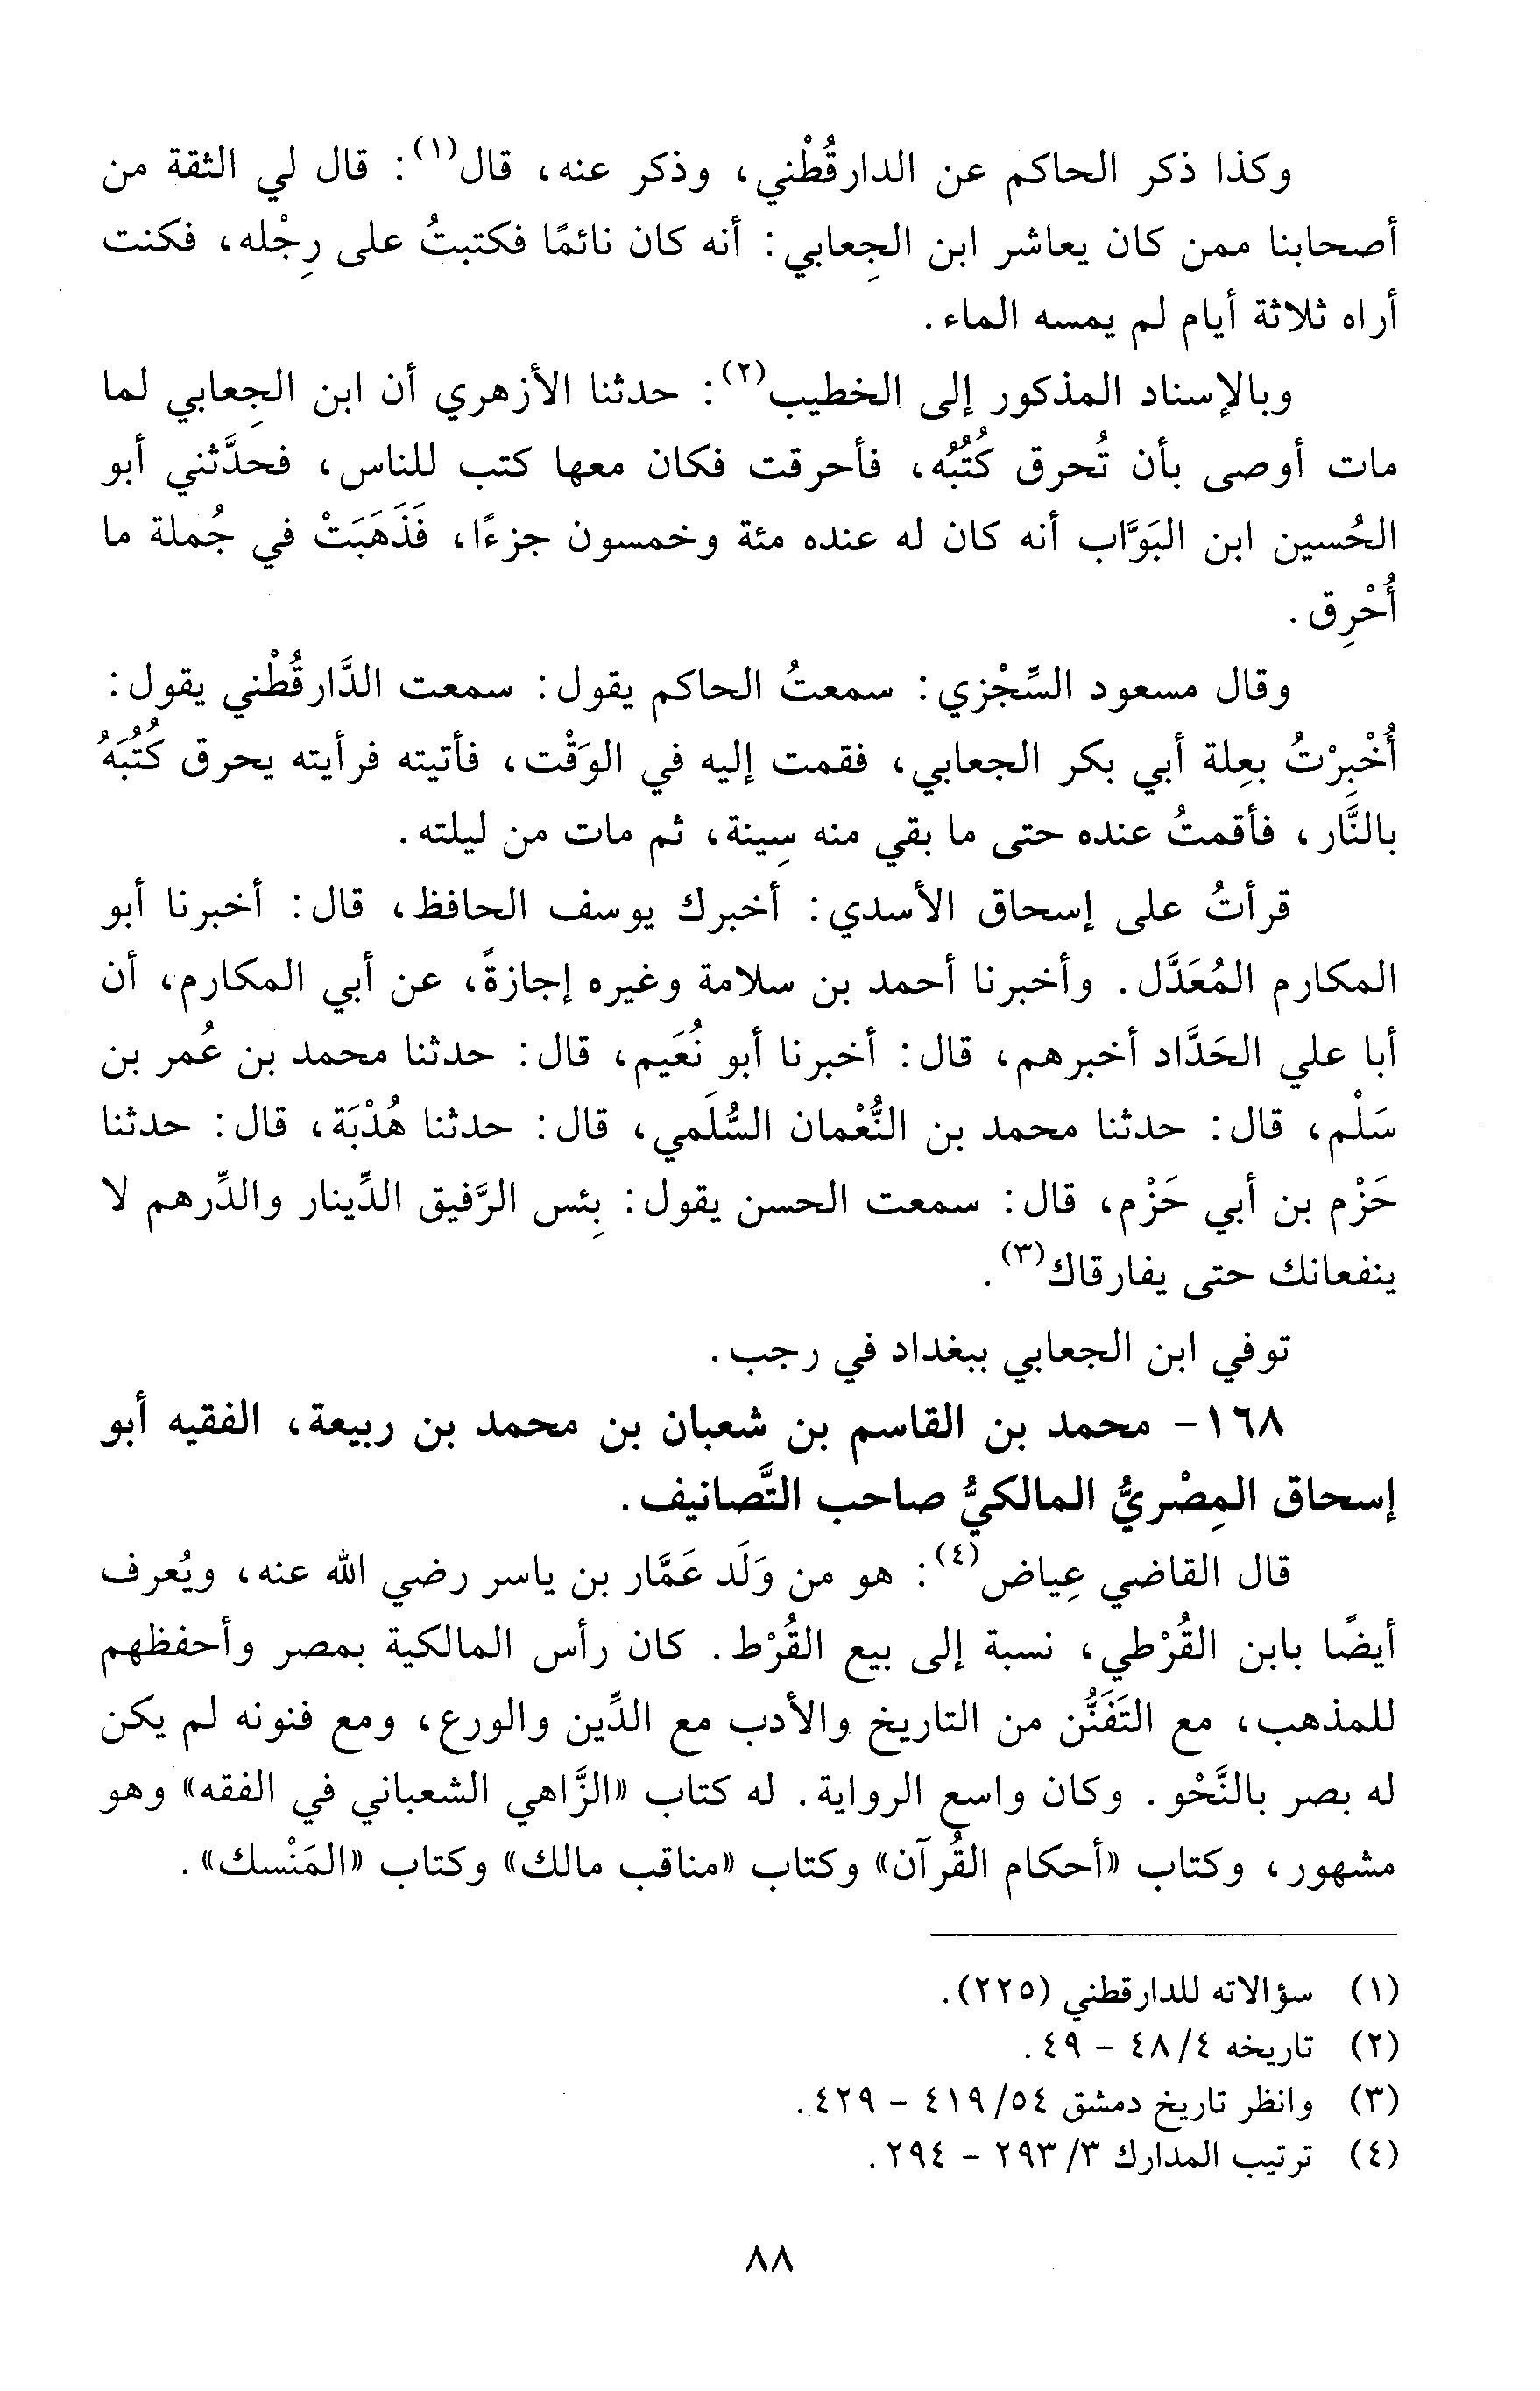 وكذا ذكر الحاكم عن الدارقُطْني، وذكر عنه، قال(١): قال لي الثقة من
أصحابنا ممن كان يعاشر ابن الجِعابي: أنه كان نائمًا فكتبتُ على رِجْله، فكنت
أراه ثلاثة أيام لم يمسه الماء.
وبالإسناد المذكور إلى الخطيب(٢): حدثنا الأزهري أن ابن الجِعابي لما
مات أوصى بأن تُحرق كُتُبُه، فأحرقت فكان معها كتب للناس، فحدَّثني أبو
الحُسين ابن البَوَّاب أنه كان له عنده مئة وخمسون جزءًا، فَذَهَبَتْ في جُملة ما
أُحْرِق.
وقال مسعود السِّجْزي: سمعتُ الحاكم يقول: سمعت الدَّارقُطْني يقول:
أُخْبِرْتُ بعِلة أبي بكر الجعابي، فقمت إليه في الوَقْت، فأتيته فرأيته يحرق كُتُبَهُ
بالنَّار، فأقمتُ عنده حتى ما بقي منه سِينة، ثم مات من ليلته.
قرأتُ على إسحاق الأسدي: أخبرك يوسف الحافظ، قال: أخبرنا أبو
المكارم المُعَدَّل. وأخبرنا أحمد بن سلامة وغيره إجازةً، عن أبي المكارم، أن
أبا علي الحَدَّاد أخبرهم، قال: أخبرنا أبو نُعَيم، قال: حدثنا محمد بن عُمر بن
سَلْم، قال: حدثنا محمد بن النُّعْمان السُّلَمي، قال: حدثنا هُدْبَة، قال: حدثنا
حَزْم بن أبي حَزْم، قال: سمعت الحسن يقول: بِئس الرَّفيق الدِّينار والدِّرهم لا
ينفعانك حتى يفارقاك(٣).
توفي ابن الجعابي ببغداد في رجب.
١٦٨- محمد بن القاسم بن شعبان بن محمد بن ربيعة، الفقيه أبو
إسحاق المِصْريُّ المالكيُّ صاحب التَّصانيف.
قال القاضي عِياض(٤): هو من وَلَد عَمَّار بن ياسر رضي الله عنه، ويُعرف
أيضًا بابن القُرْطي، نسبة إلى بيع القُرْط. كان رأس المالكية بمصر وأحفظهم
للمذهب، مع التَفَنُّن من التاريخ والأدب مع الدِّين والورع، ومع فنونه لم يكن
له بصر بالنَّحْو. وكان واسع الرواية. له كتاب «الزَّاهي الشعباني في الفقه» وهو
مشهور، وكتاب «أحكام القُرآن» وكتاب «مناقب مالك» وكتاب «المَنْسك».
(١) سؤالاته للدارقطني (٢٢٥).
(٢) تاريخه ٤/ ٤٨ - ٤٩.
(٣) وانظر تاريخ دمشق ٥٤/ ٤١٩ - ٤٢٩.
(٤) ترتيب المدارك ٣/ ٢٩٣ - ٢٩٤.
٨٨